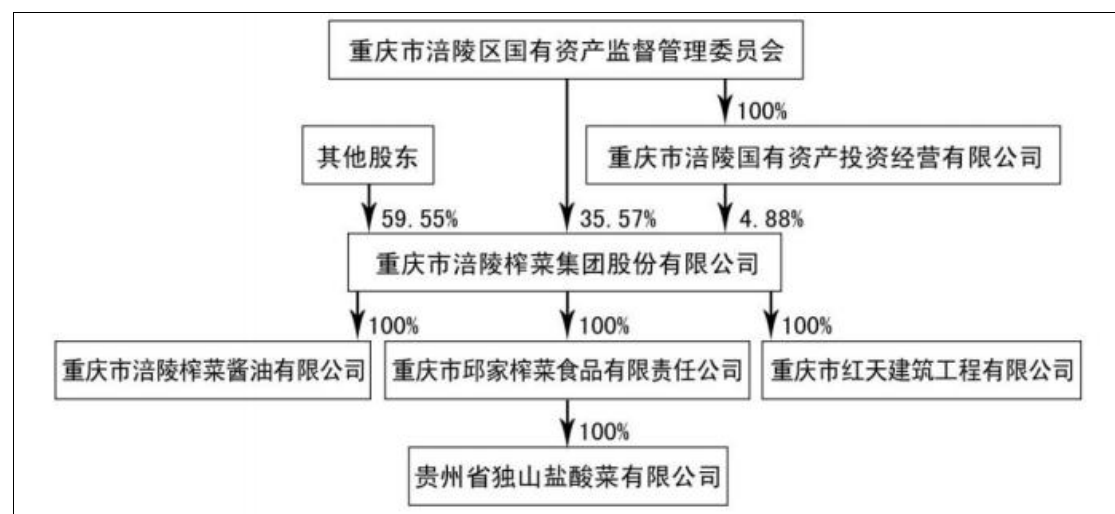 重庆市涪陵区国有资产监督管理委员会
100%
其他股东
重庆市涪陵国有资产投资经营有限公司
59.55%
35.57%
4.88%
重庆市涪陵榨菜集团股份有限公司
100%
100%
100%
重庆市涪陵榨菜酱油有限公司
重庆市邱家榨菜食品有限责任公司
重庆市红天建筑工程有限公司
100%
贵州省独山盐酸菜有限公司